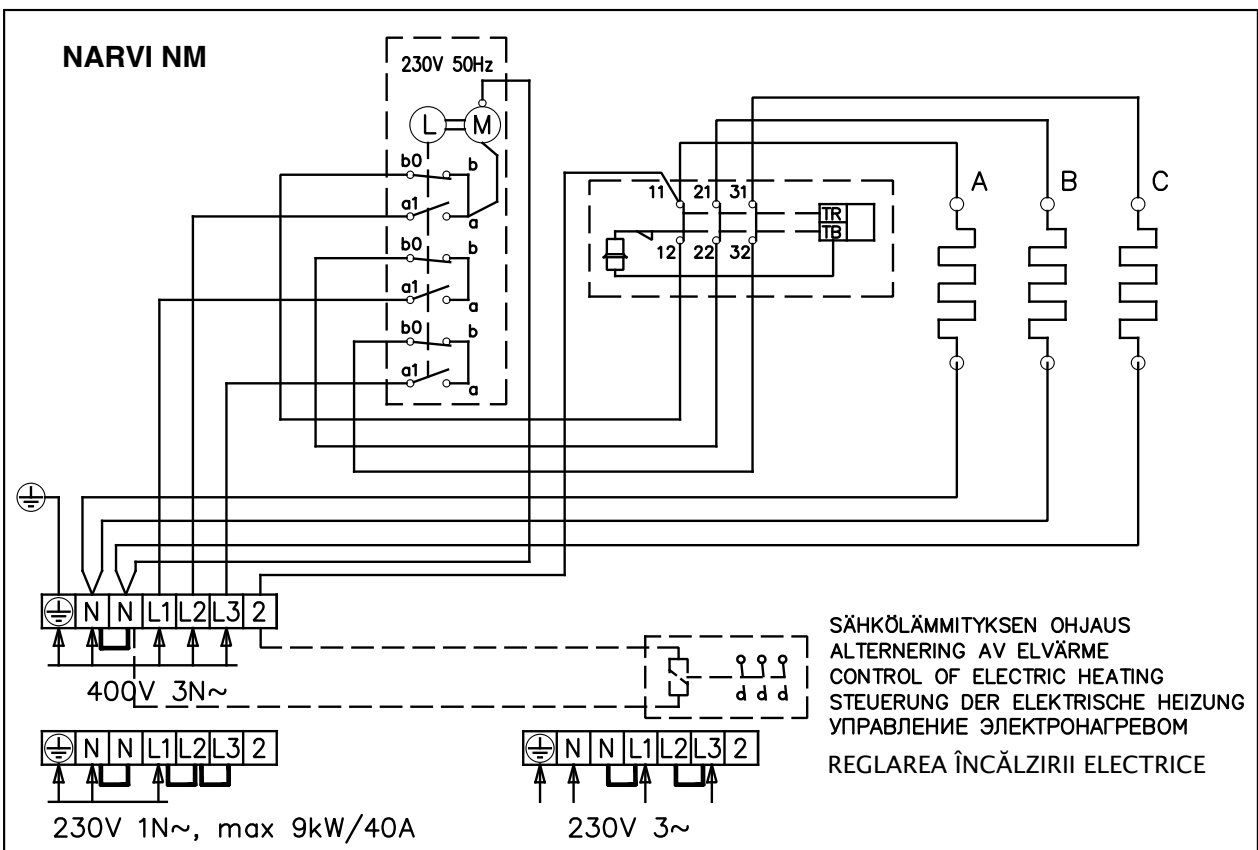 NARVI NM
230V 50Hz
L M
b0 b
a1 a
b0 b
a1 a
b0 b
a1 a
11 21 31
12 22 32
TR
TB
A B C
N N L1 L2 L3 2
400V 3N~
N N L1 L2 L3 2
230V 1N~, max 9kW/40A
N N L1 L2 L3 2
230V 3~
SÄHKÖLÄMMITYKSEN OHJAUS
ALTERNERING AV ELVÄRME
CONTROL OF ELECTRIC HEATING
STEUERUNG DER ELEKTRISCHE HEIZUNG
УПРАВЛЕНИЕ ЭЛЕКТРОНАГРЕВОМ
REGLAREA ÎNCĂLZIRII ELECTRICE